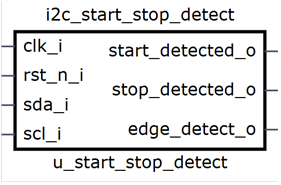 i2c_start_stop_detect
clk_i
start_detected_o
rst_n_i
stop_detected_o
sda_i
scl_i
edge_detect_o
u_start_stop_detect